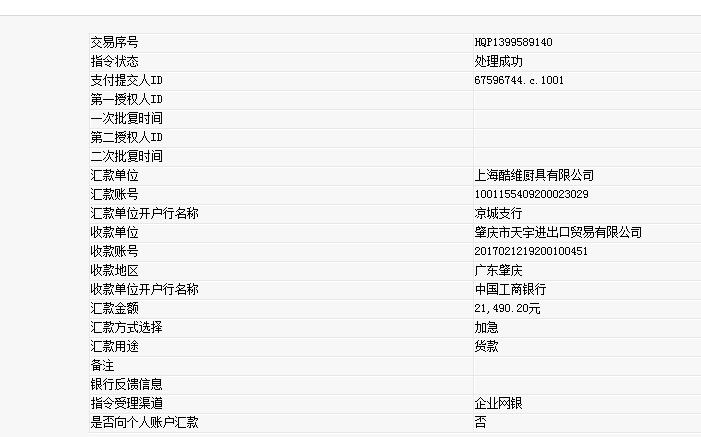 交易序号 HQP1399589140
指令状态 处理成功
支付提交人ID 67596744.c.1001
第一授权人ID
一次批复时间
第二授权人ID
二次批复时间
汇款单位 上海酷维厨具有限公司
汇款账号 1001155409200023029
汇款单位开户行名称 凉城支行
收款单位 肇庆市天宇进出口贸易有限公司
收款账号 2017021219200100451
收款地区 广东肇庆
收款单位开户行名称 中国工商银行
汇款金额 21,490.20元
汇款方式选择 加急
汇款用途 货款
备注
银行反馈信息
指令受理渠道 企业网银
是否向个人账户汇款 否